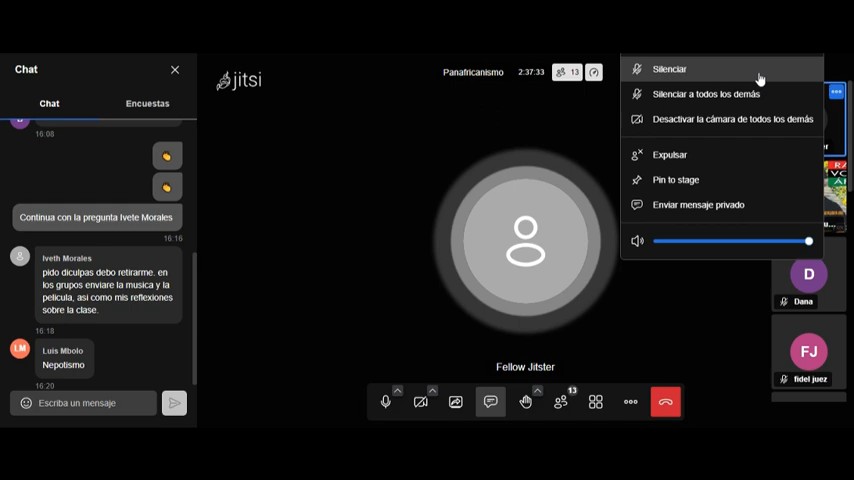 Chat
Chat
Encuestas
16:08
👏
👏
Continua con la pregunta Ivete Morales
16:16
Iveth Morales
pido diculpas debo retirarme. en
los grupos enviare la musica y la
pelicula, asi como mis reflexiones
sobre la clase.
16:18
LM
Luis Mbolo
Nepotismo
16:20
Escriba un mensaje
jitsi
Panafricanismo
2:37:33
13
Fellow Jitster
13
Silenciar
Silenciar a todos los demás
Desactivar la cámara de todos los demás
Expulsar
Pin to stage
Enviar mensaje privado
D
Dana
FJ
fidel juez